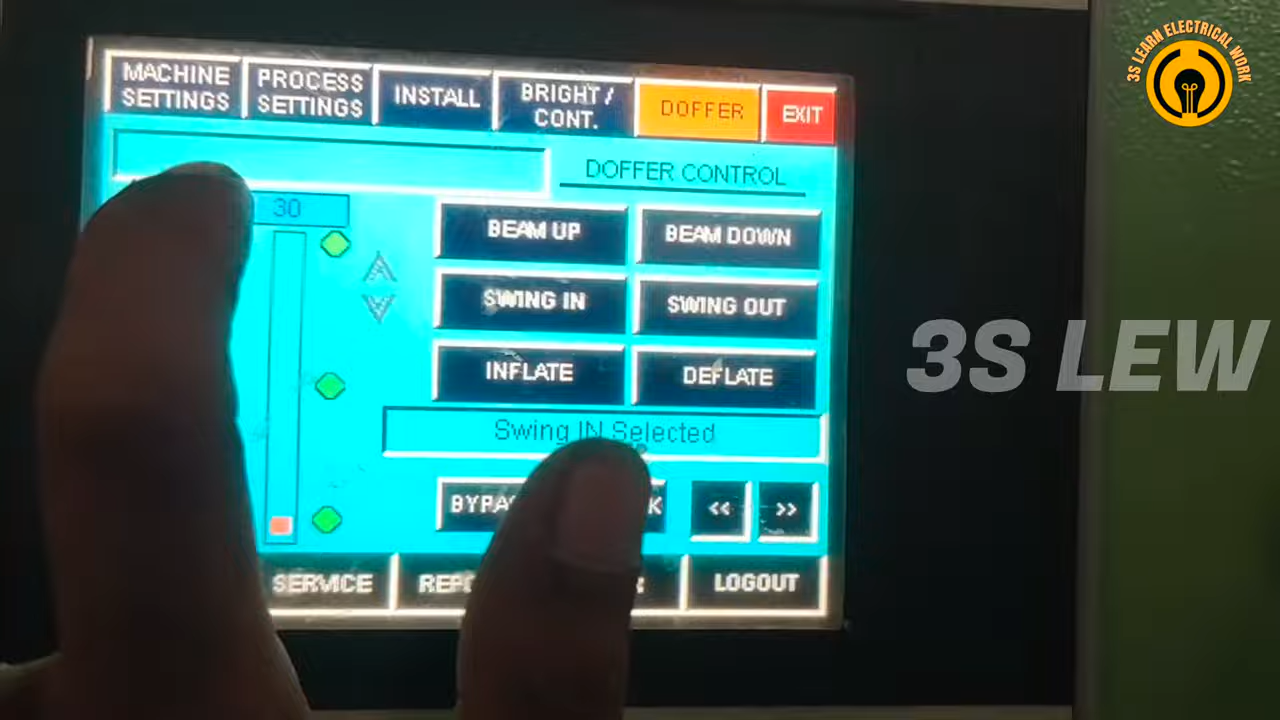 MACHINE
SETTINGS
PROCESS
SETTINGS
INSTALL
BRIGHT /
CONT.
DOFFER
EXIT
DOFFER CONTROL
30
BEAM UP
BEAM DOWN
SWING IN
SWING OUT
INFLATE
DEFLATE
Swing IN Selected
<<
>>
SERVICE
LOGOUT
3S LEARN ELECTRICAL WORK
3S LEW